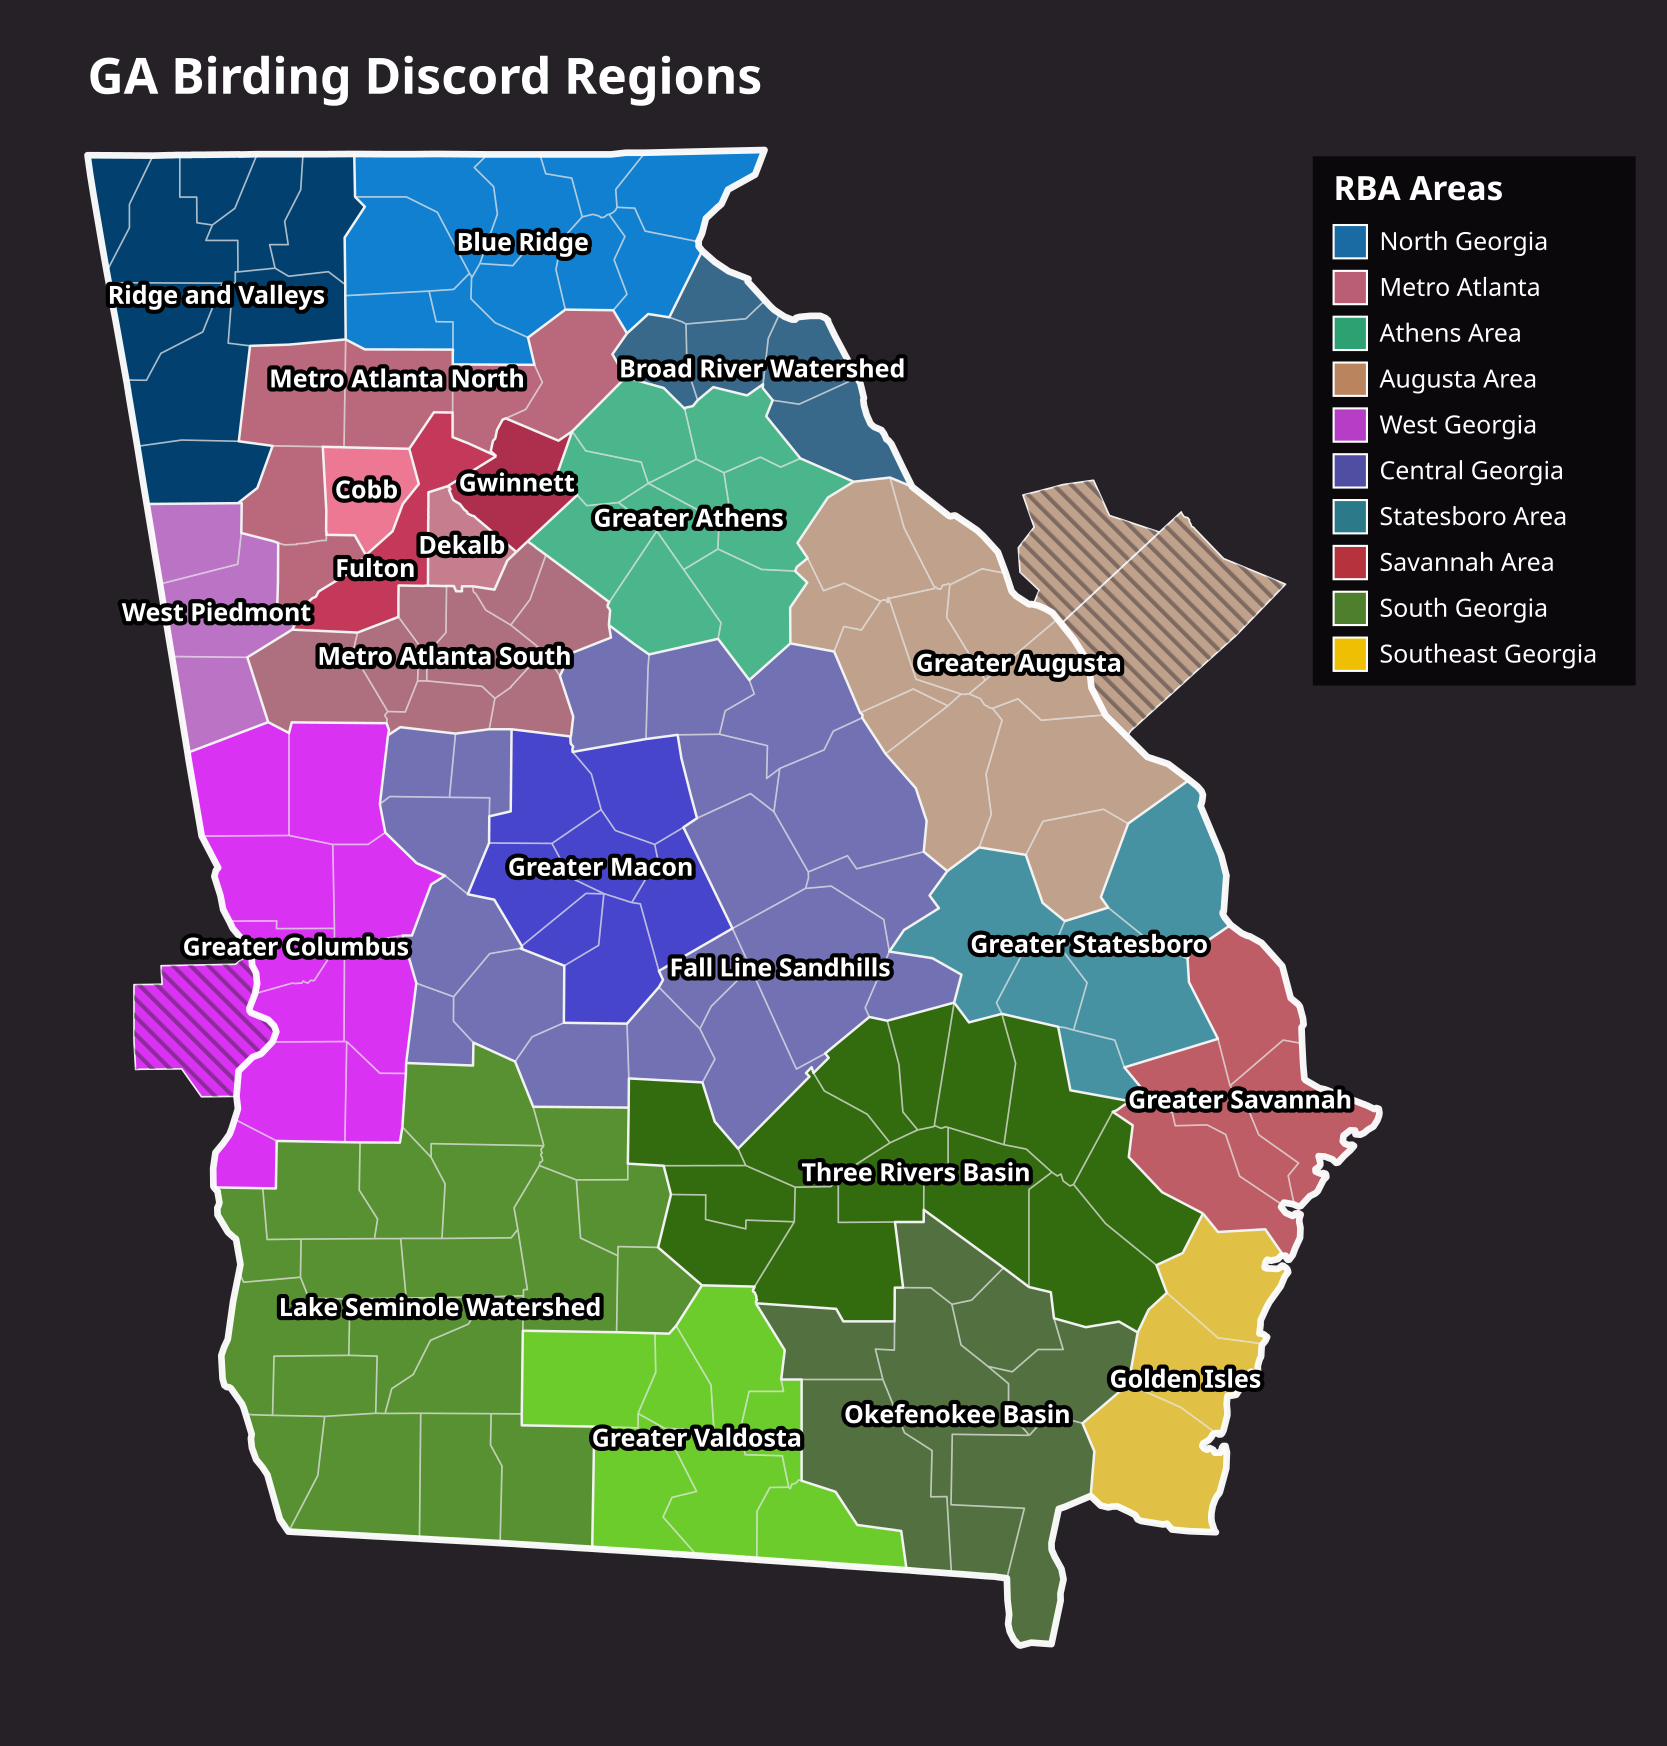 GA Birding Discord Regions
RBA Areas
North Georgia
Metro Atlanta
Athens Area
Augusta Area
West Georgia
Central Georgia
Statesboro Area
Savannah Area
South Georgia
Southeast Georgia
Blue Ridge
Ridge and Valleys
Broad River Watershed
Metro Atlanta North
Gwinnett
Cobb
Greater Athens
Dekalb
Fulton
West Piedmont
Metro Atlanta South
Greater Augusta
Greater Macon
Greater Statesboro
Greater Columbus
Fall Line Sandhills
Greater Savannah
Three Rivers Basin
Lake Seminole Watershed
Golden Isles
Okefenokee Basin
Greater Valdosta